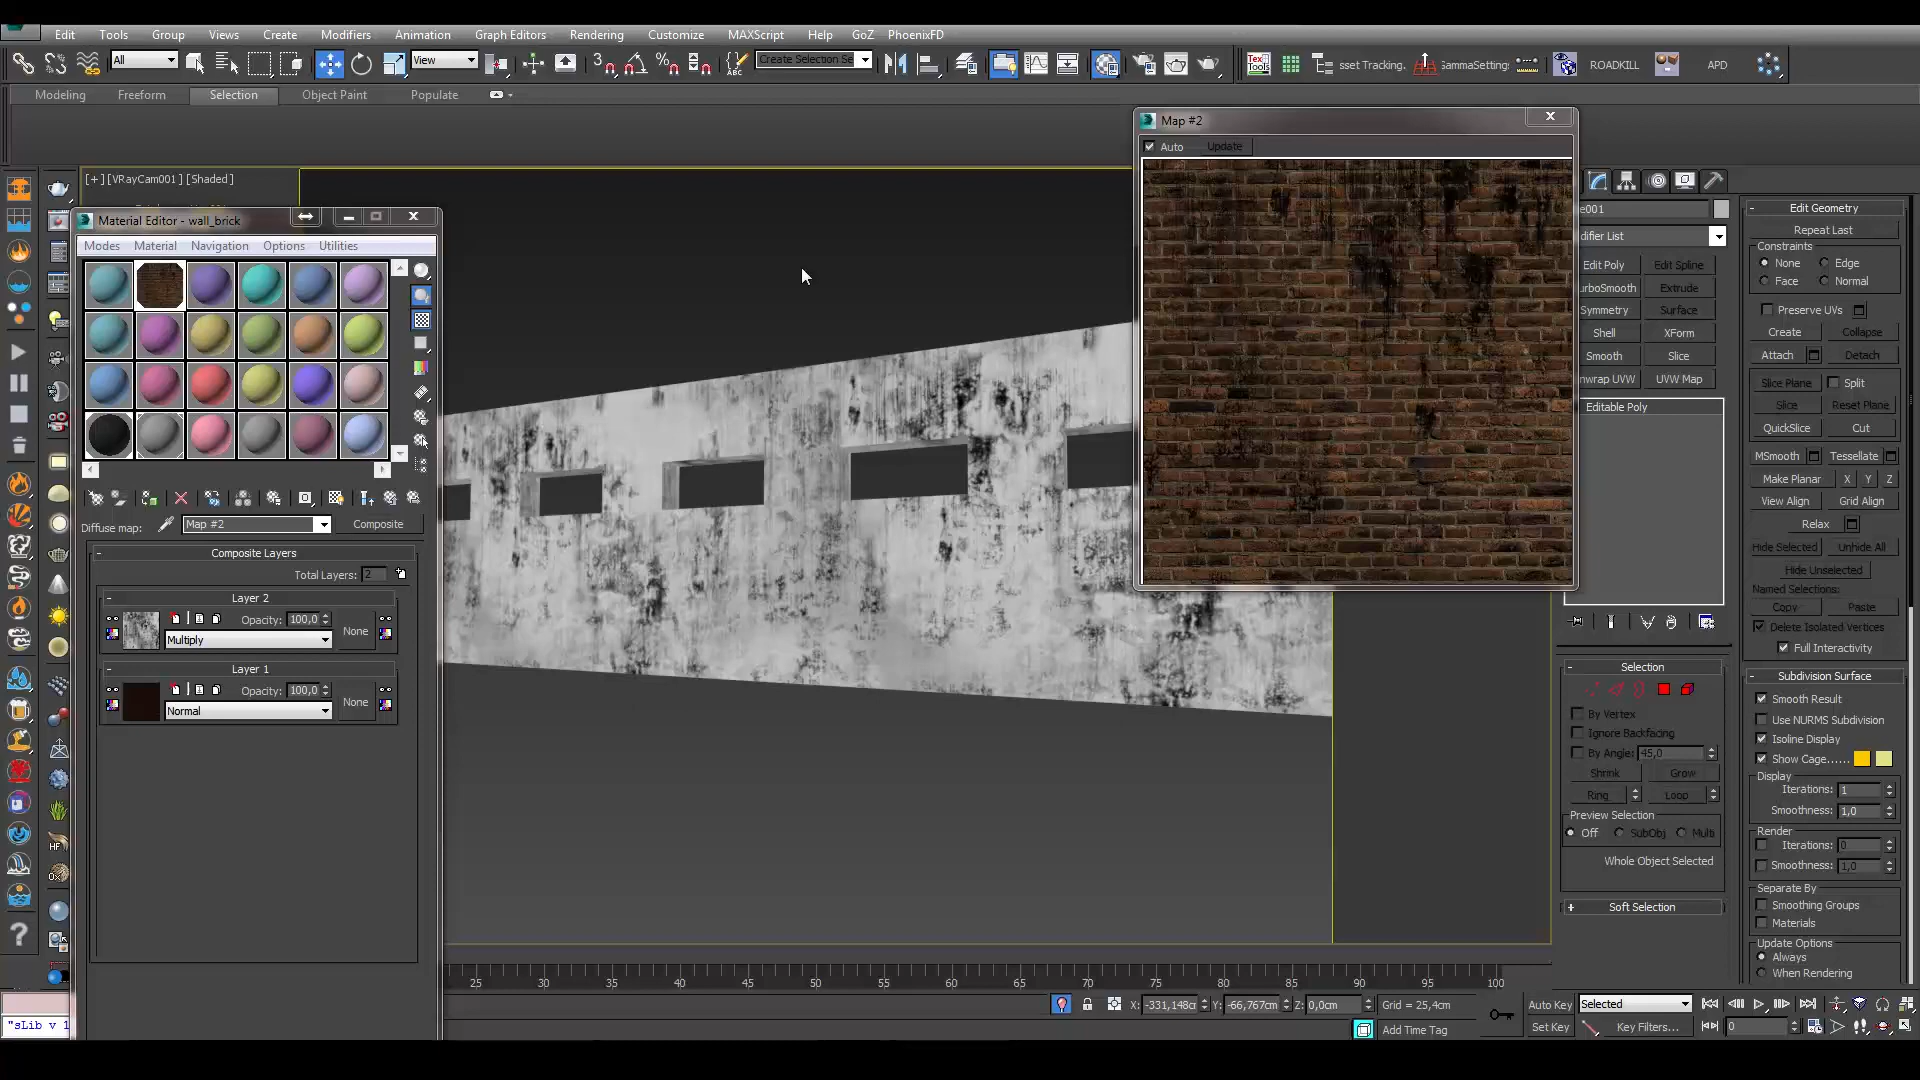 Edit Tools Group Views Create Modifiers Animation Graph Editors Rendering Customize MAXScript Help GoZ PhoenixFD
All View Create Selection Se Tex Tools sset Tracking. GammaSetting: ROADKILL APD
Modeling Freeform Selection Object Paint Populate
Map #2
Auto Update
[+] [VRayCam001] [Shaded]
Material Editor - wall_brick
Modes Material Navigation Options Utilities
Diffuse map: Map #2 Composite
- Composite Layers
Total Layers: 2
- Layer 2
Opacity: 100,0
Multiply None
- Layer 1
Opacity: 100,0
Normal None
e001
difier List
Edit Poly Edit Spline
urboSmooth Extrude
Symmetry Surface
Shell XForm
Smooth Slice
nwrap UVW UVW Map
Editable Poly
- Selection
By Vertex
Ignore Backfacing
By Angle: 45,0
Shrink Grow
Ring Loop
Preview Selection
Off SubObj Multi
Whole Object Selected
+ Soft Selection
- Edit Geometry
Repeat Last
Constraints
None Edge
Face Normal
Preserve UVs
Create Collapse
Attach Detach
Slice Plane Split
Slice Reset Plane
QuickSlice Cut
MSmooth Tessellate
Make Planar X Y Z
View Align Grid Align
Relax
Hide Selected Unhide All
Hide Unselected
Named Selections:
Copy Paste
Delete Isolated Vertices
Full Interactivity
- Subdivision Surface
Smooth Result
Use NURMS Subdivision
Isoline Display
Show Cage......
Display
Iterations: 1
Smoothness: 1,0
Render
Iterations: 0
Smoothness: 1,0
Separate By
Smoothing Groups
Materials
Update Options
Always
When Rendering
HF
25 30 35 40 45 50 55 60 65 70 75 80 85 90 95 100
X: -331,148cm Y: -66,767cm Z: 0,0cm Grid = 25,4cm Auto Key Selected
"sLib v 1 Add Time Tag Set Key Key Filters... 0